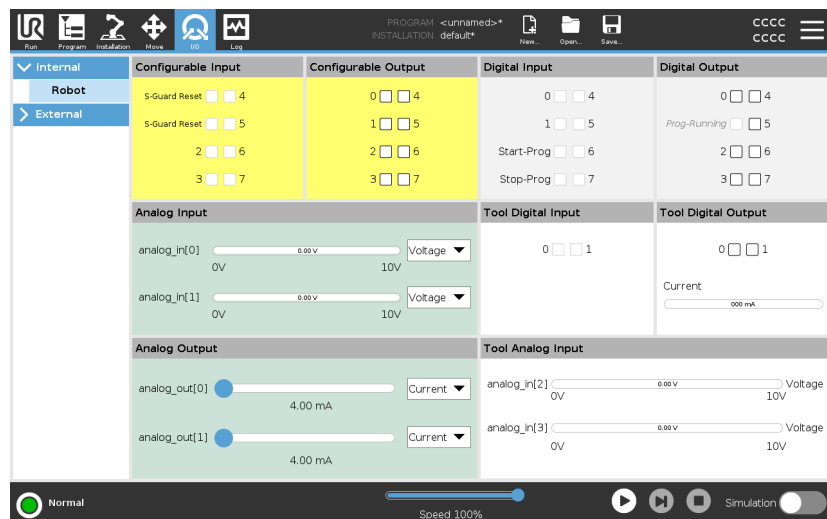 UR
Run
Program
Installation
Move
I/O
Log
PROGRAM <unnamed>*
INSTALLATION default*
New...
Open...
Save...
CCCC
CCCC
Internal
Robot
External
Configurable Input
S-Guard Reset 4
S-Guard Reset 5
2 6
3 7
Configurable Output
0 4
1 5
2 6
3 7
Digital Input
0 4
1 5
Start-Prog 6
Stop-Prog 7
Digital Output
0 4
Prog-Running 5
2 6
3 7
Analog Input
analog_in[0] 0.00 V Voltage
0V 10V
analog_in[1] 0.00 V Voltage
0V 10V
Tool Digital Input
0 1
Tool Digital Output
0 1
Current
000 mA
Analog Output
analog_out[0] Current
4.00 mA
analog_out[1] Current
4.00 mA
Tool Analog Input
analog_in[2] 0.00 V Voltage
0V 10V
analog_in[3] 0.00 V Voltage
0V 10V
Normal
Speed 100%
Simulation